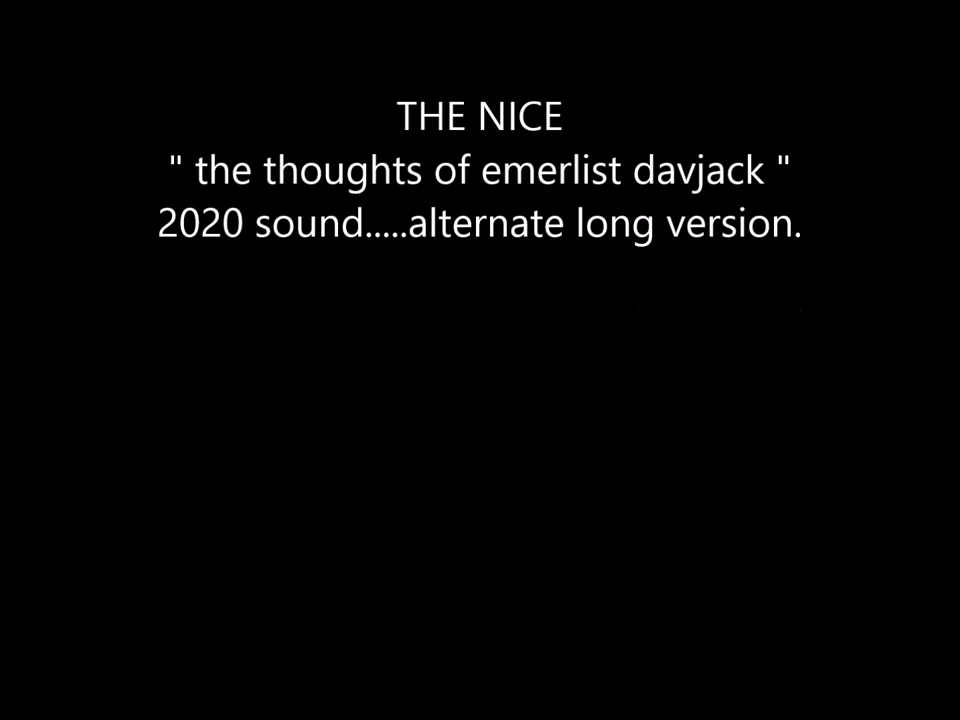 THE NICE
" the thoughts of emerlist davjack "
2020 sound.....alternate long version.